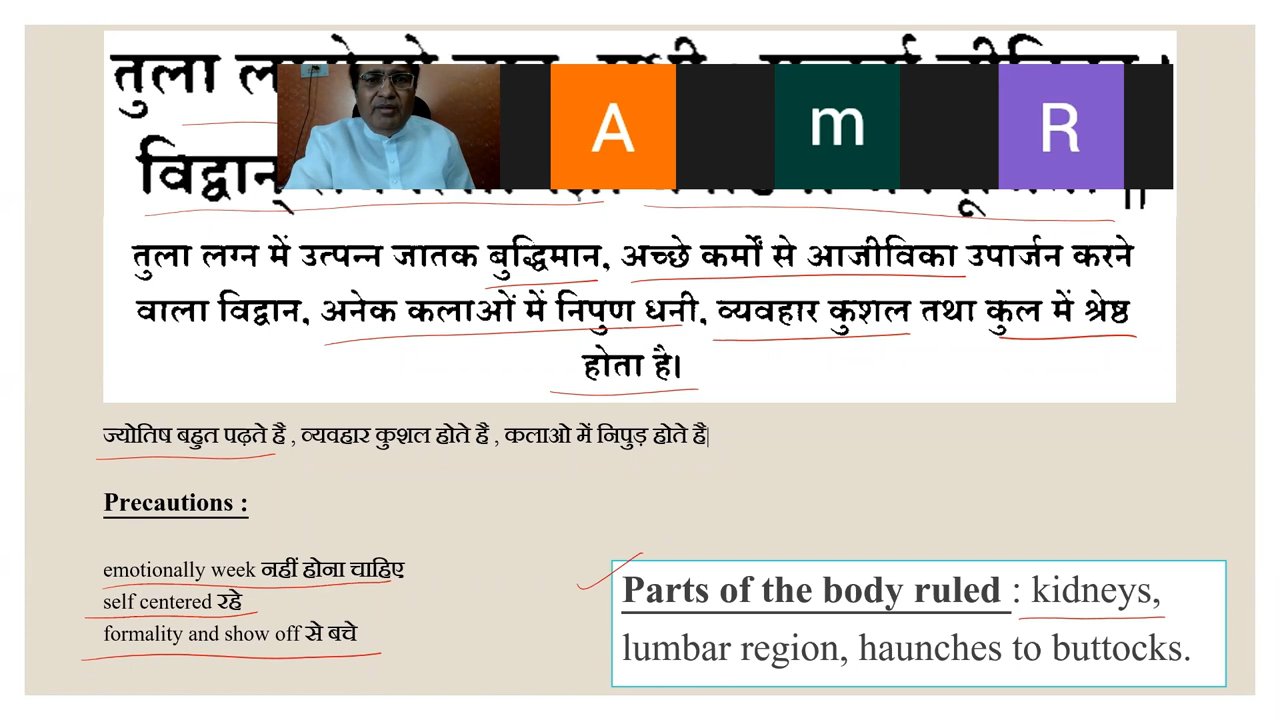 तुला
A
m
R
विद्वान्
तुला लग्न में उत्पन्न जातक बुद्धिमान, अच्छे कर्मों से आजीविका उपार्जन करने
वाला विद्वान, अनेक कलाओं में निपुण धनी, व्यवहार कुशल तथा कुल में श्रेष्ठ
होता है।
ज्योतिष बहुत पढ़ते हैं , व्यवहार कुशल होते हैं , कलाओ में निपुड़ होते हैं|
Precautions :
emotionally week नहीं होना चाहिए
self centered रहे
formality and show off से बचे
Parts of the body ruled : kidneys,
lumbar region, haunches to buttocks.